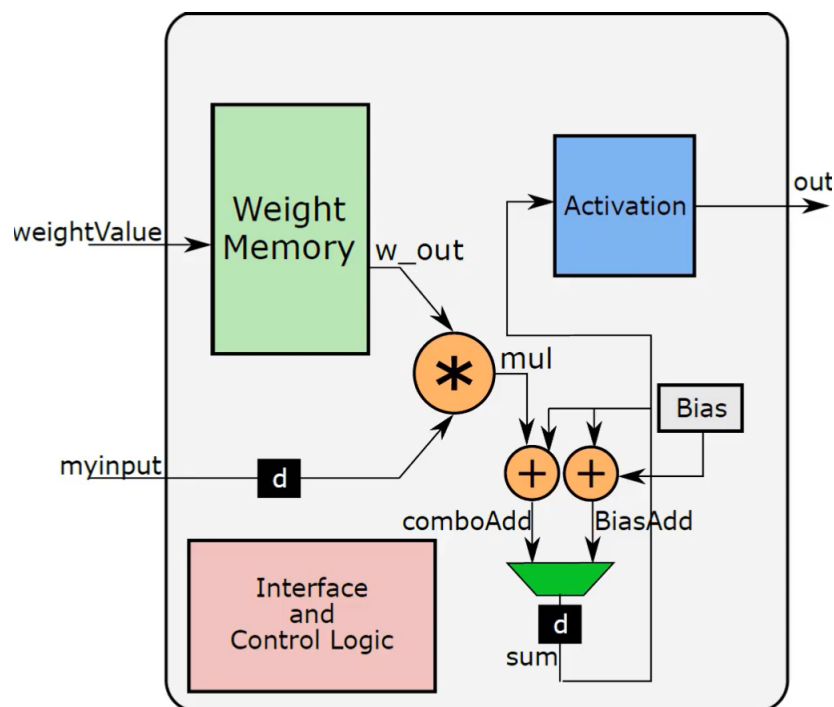 out
Weight
Memory
Activation
weightValue
w_out
*
mul
Bias
myinput
d
+
+
comboAdd
BiasAdd
Interface
and
Control Logic
d
sum